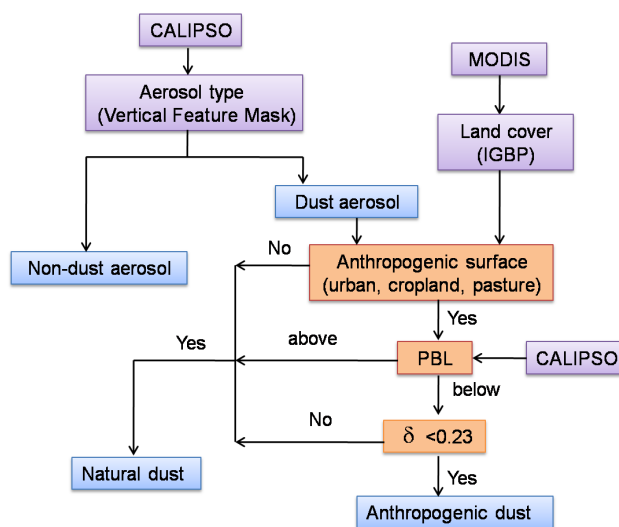 CALIPSO
MODIS
Aerosol type
(Vertical Feature Mask)
Land cover
(IGBP)
Dust aerosol
Non-dust aerosol
No
Anthropogenic surface
(urban, cropland, pasture)
Yes
Yes
above
PBL
CALIPSO
below
No
δ <0.23
Natural dust
Yes
Anthropogenic dust